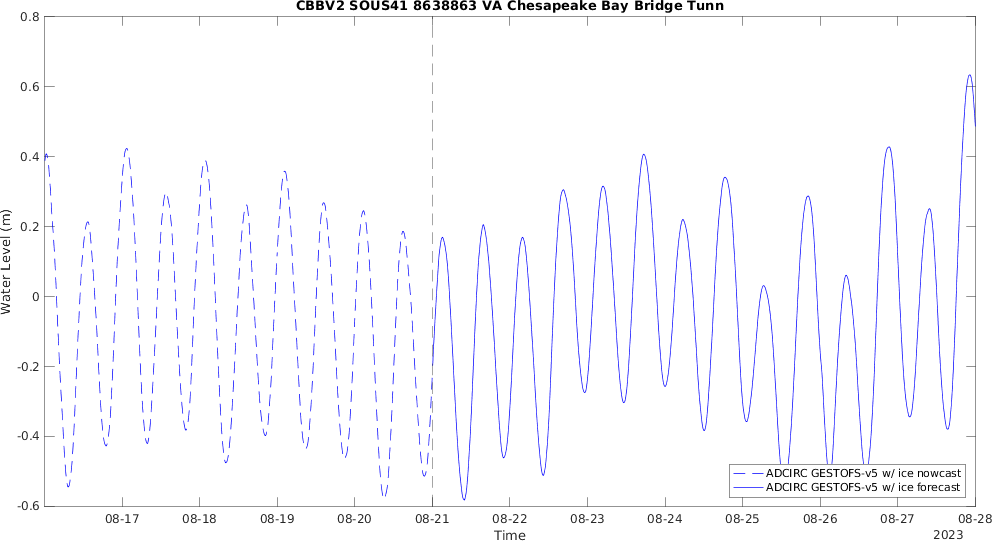 CBBV2 SOUS41 8638863 VA Chesapeake Bay Bridge Tunn
Water Level (m)
0.8
0.6
0.4
0.2
0
-0.2
-0.4
-0.6
ADCIRC GESTOFS-v5 w/ ice nowcast
ADCIRC GESTOFS-v5 w/ ice forecast
08-17 08-18 08-19 08-20 08-21 08-22 08-23 08-24 08-25 08-26 08-27 08-28
Time
2023